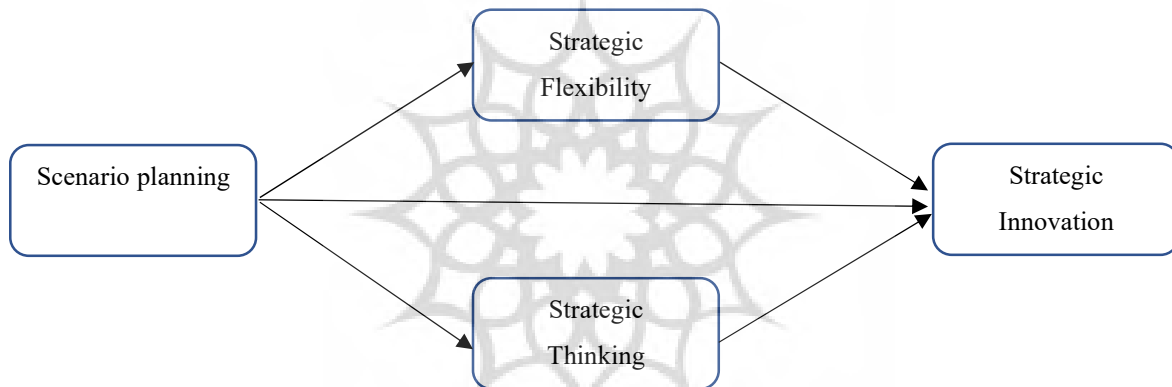 Strategic
Flexibility
Scenario planning
Strategic
Innovation
Strategic
Thinking